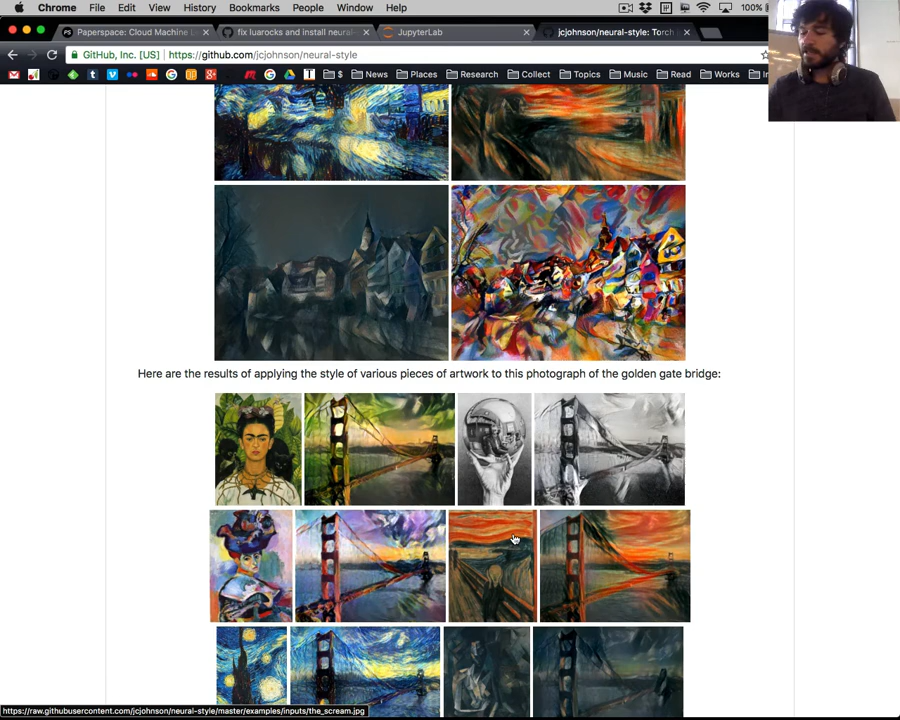 Chrome File Edit View History Bookmarks People Window Help 100%
Paperspace: Cloud Machine L
fix luarocks and install neural-s
JupyterLab
jcjohnson/neural-style: Torch i
GitHub, Inc. [US] https://github.com/jcjohnson/neural-style
$ News Places Research Collect Topics Music Read Works
Here are the results of applying the style of various pieces of artwork to this photograph of the golden gate bridge:
https://raw.githubusercontent.com/jcjohnson/neural-style/master/examples/inputs/the_scream.jpg